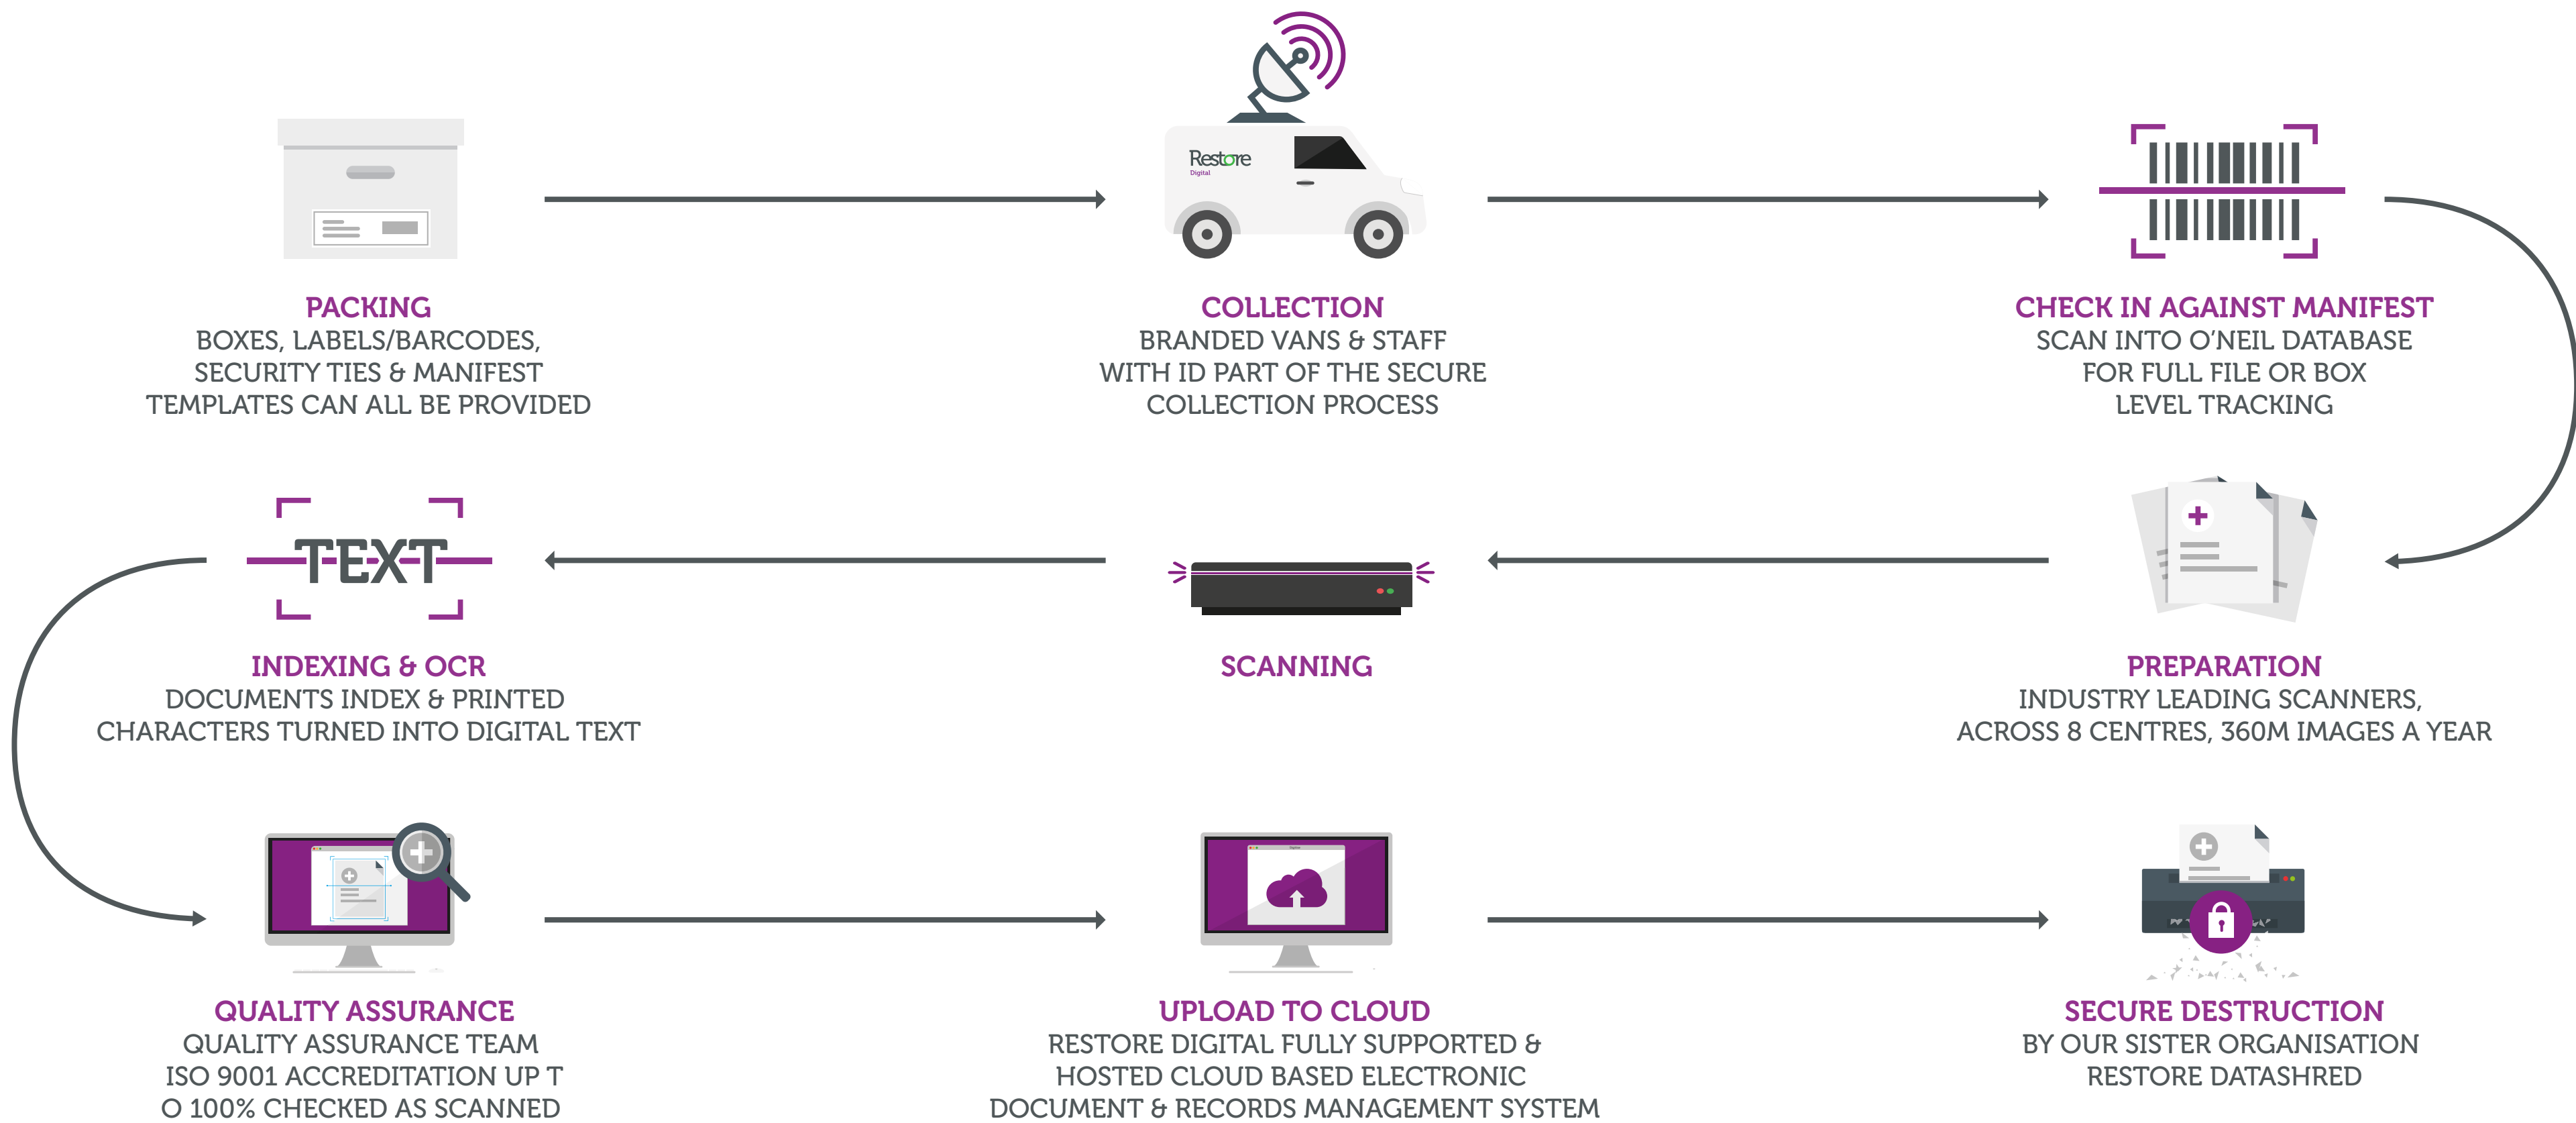 Restore
Digital
PACKING
BOXES, LABELS/BARCODES,
SECURITY TIES & MANIFEST
TEMPLATES CAN ALL BE PROVIDED
COLLECTION
BRANDED VANS & STAFF
WITH ID PART OF THE SECURE
COLLECTION PROCESS
CHECK IN AGAINST MANIFEST
SCAN INTO O’NEIL DATABASE
FOR FULL FILE OR BOX
LEVEL TRACKING
PREPARATION
INDUSTRY LEADING SCANNERS,
ACROSS 8 CENTRES, 360M IMAGES A YEAR
SCANNING
TEXT
INDEXING & OCR
DOCUMENTS INDEX & PRINTED
CHARACTERS TURNED INTO DIGITAL TEXT
QUALITY ASSURANCE
QUALITY ASSURANCE TEAM
ISO 9001 ACCREDITATION UP T
O 100% CHECKED AS SCANNED
UPLOAD TO CLOUD
RESTORE DIGITAL FULLY SUPPORTED &
HOSTED CLOUD BASED ELECTRONIC
DOCUMENT & RECORDS MANAGEMENT SYSTEM
SECURE DESTRUCTION
BY OUR SISTER ORGANISATION
RESTORE DATASHRED